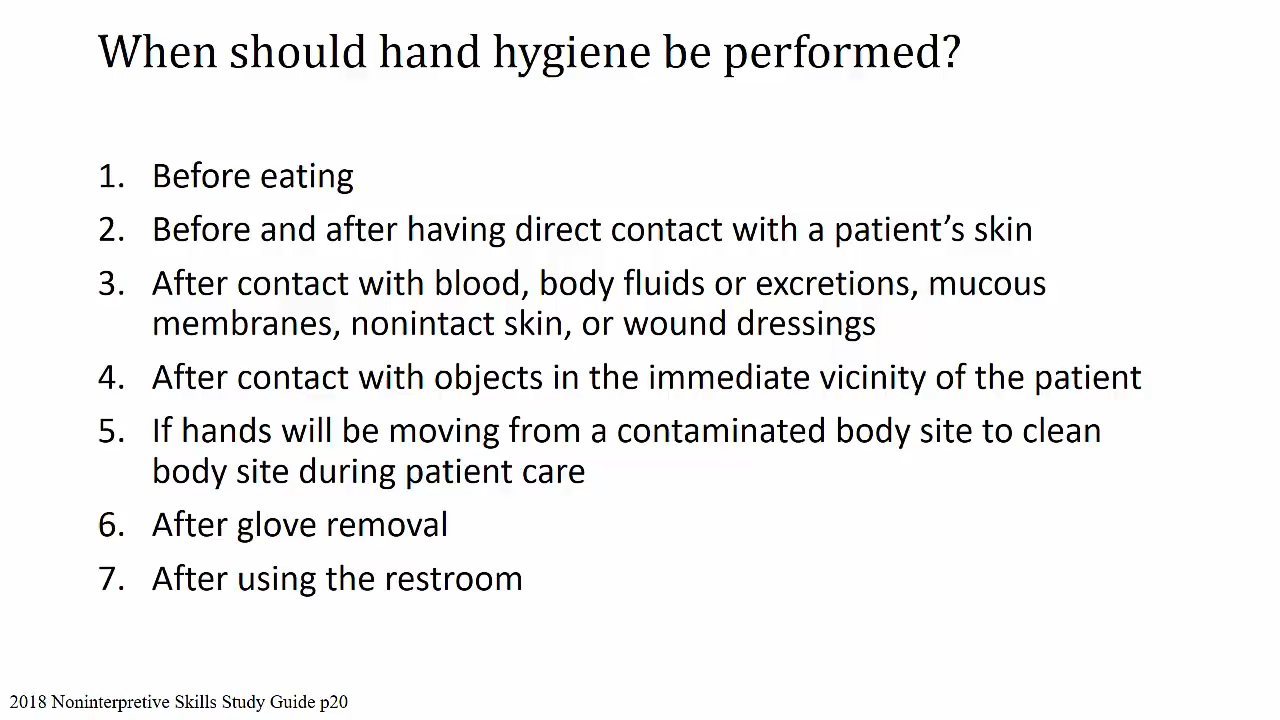 When should hand hygiene be performed?
1. Before eating
2. Before and after having direct contact with a patient’s skin
3. After contact with blood, body fluids or excretions, mucous
membranes, nonintact skin, or wound dressings
4. After contact with objects in the immediate vicinity of the patient
5. If hands will be moving from a contaminated body site to clean
body site during patient care
6. After glove removal
7. After using the restroom
2018 Noninterpretive Skills Study Guide p20